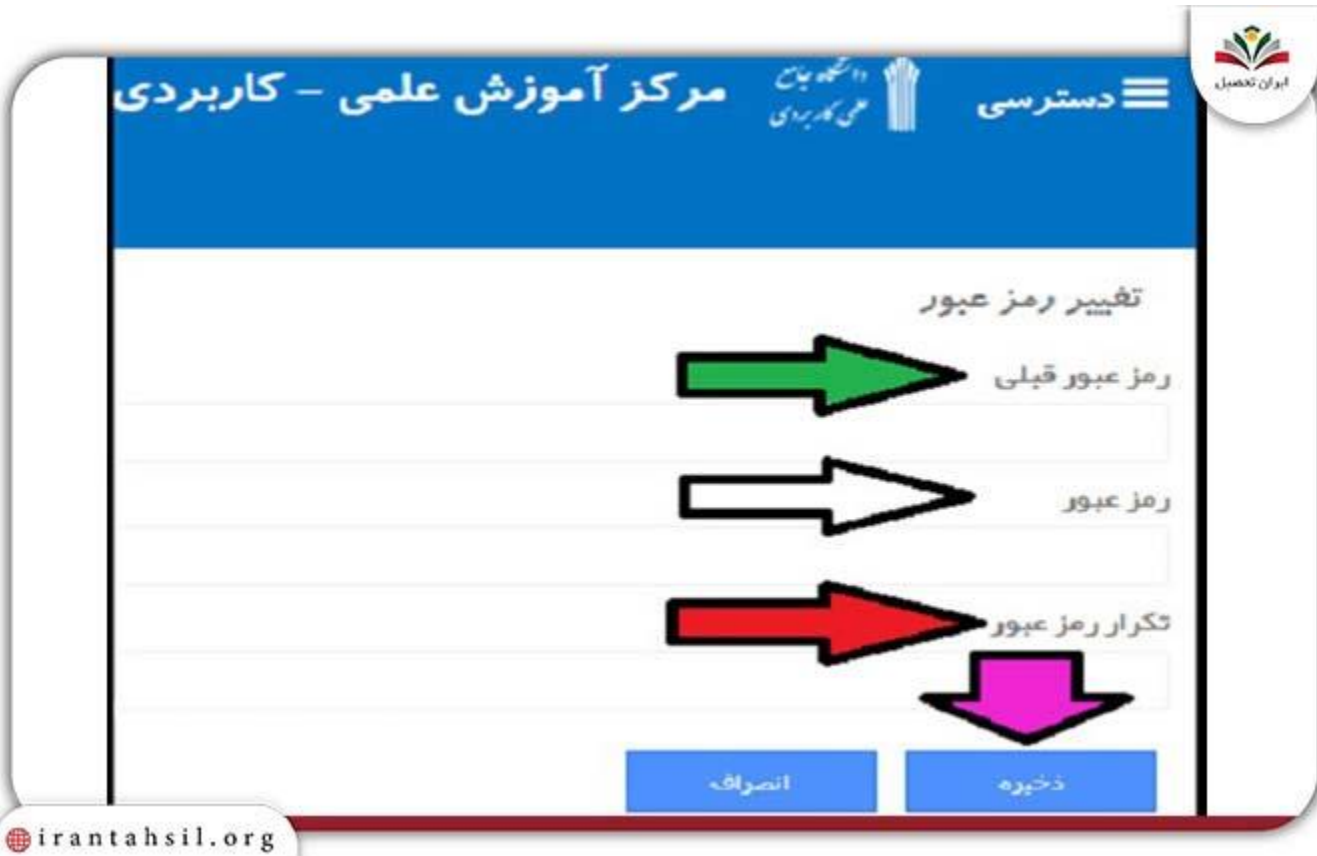 ایران تحصیل
دسترسی
دانشگاه جامع
علمی کاربردی
مرکز آموزش علمی – کاربردی
تغییر رمز عبور
رمز عبور قبلی
رمز عبور
تکرار رمز عبور
ذخیره
انصراف
irantahsil.org